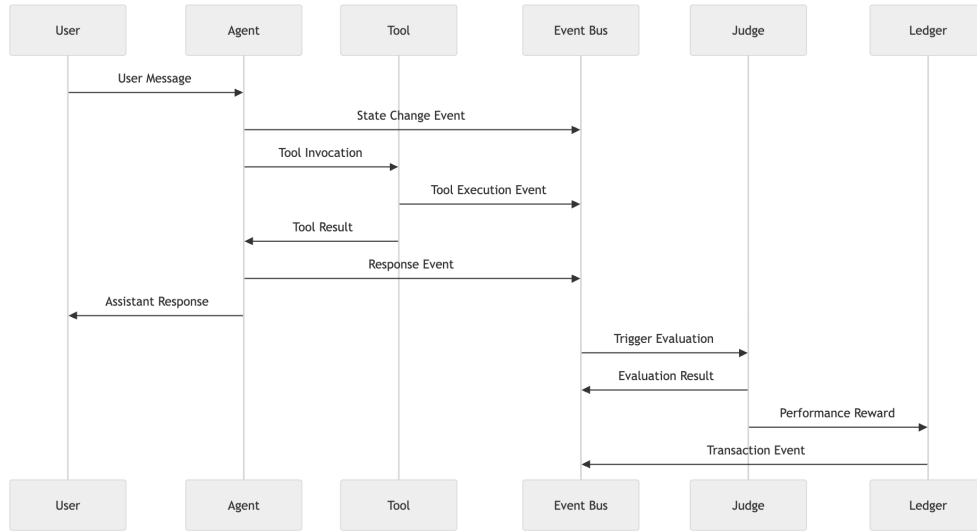 User
Agent
Tool
Event Bus
Judge
Ledger
User Message
State Change Event
Tool Invocation
Tool Execution Event
Tool Result
Response Event
Assistant Response
Trigger Evaluation
Evaluation Result
Performance Reward
Transaction Event
User
Agent
Tool
Event Bus
Judge
Ledger